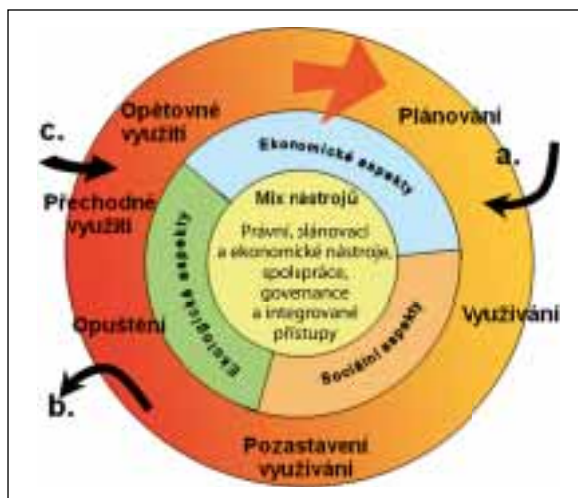 Opětovné
využití
Plánování
c.
a.
Ekonomické aspekty
Přechodné
využití
Mix nástrojů
Právní, plánovací
a ekonomické nástroje,
spolupráce,
governance
a integrované
přístupy
Ekologické aspekty
Sociální aspekty
Opuštění
Využívání
b.
Pozastavení
využívání